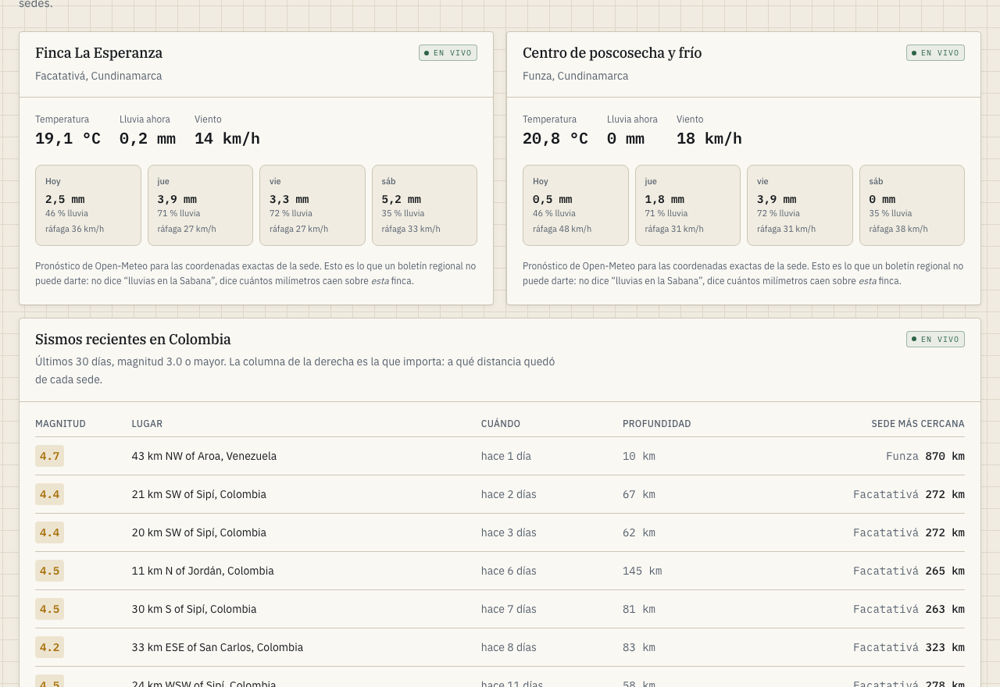 sedes.
Finca La Esperanza
EN VIVO
Facatativá, Cundinamarca
Temperatura
Lluvia ahora
Viento
19,1 °C
0,2 mm
14 km/h
Hoy
2,5 mm
46 % lluvia
ráfaga 36 km/h
jue
3,9 mm
71 % lluvia
ráfaga 27 km/h
vie
3,3 mm
72 % lluvia
ráfaga 27 km/h
sáb
5,2 mm
35 % lluvia
ráfaga 33 km/h
Pronóstico de Open-Meteo para las coordenadas exactas de la sede. Esto es lo que un boletín regional no
puede darte: no dice “lluvias en la Sabana”, dice cuántos milímetros caen sobre esta finca.
Centro de poscosecha y frío
EN VIVO
Funza, Cundinamarca
Temperatura
Lluvia ahora
Viento
20,8 °C
0 mm
18 km/h
Hoy
0,5 mm
46 % lluvia
ráfaga 48 km/h
jue
1,8 mm
71 % lluvia
ráfaga 31 km/h
vie
3,9 mm
72 % lluvia
ráfaga 31 km/h
sáb
0 mm
35 % lluvia
ráfaga 38 km/h
Pronóstico de Open-Meteo para las coordenadas exactas de la sede. Esto es lo que un boletín regional no
puede darte: no dice “lluvias en la Sabana”, dice cuántos milímetros caen sobre esta finca.
Sismos recientes en Colombia
EN VIVO
Últimos 30 días, magnitud 3.0 o mayor. La columna de la derecha es la que importa: a qué distancia quedó
de cada sede.
MAGNITUD LUGAR CUÁNDO PROFUNDIDAD SEDE MÁS CERCANA
4.7 43 km NW of Aroa, Venezuela hace 1 día 10 km Funza 870 km
4.4 21 km SW of Sipí, Colombia hace 2 días 67 km Facatativá 272 km
4.4 20 km SW of Sipí, Colombia hace 3 días 62 km Facatativá 272 km
4.5 11 km N of Jordán, Colombia hace 6 días 145 km Facatativá 265 km
4.5 30 km S of Sipí, Colombia hace 7 días 81 km Facatativá 263 km
4.2 33 km ESE of San Carlos, Colombia hace 8 días 83 km Facatativá 323 km
4.5 24 km WSW of Sipí, Colombia hace 11 días 58 km Facatativá 278 km